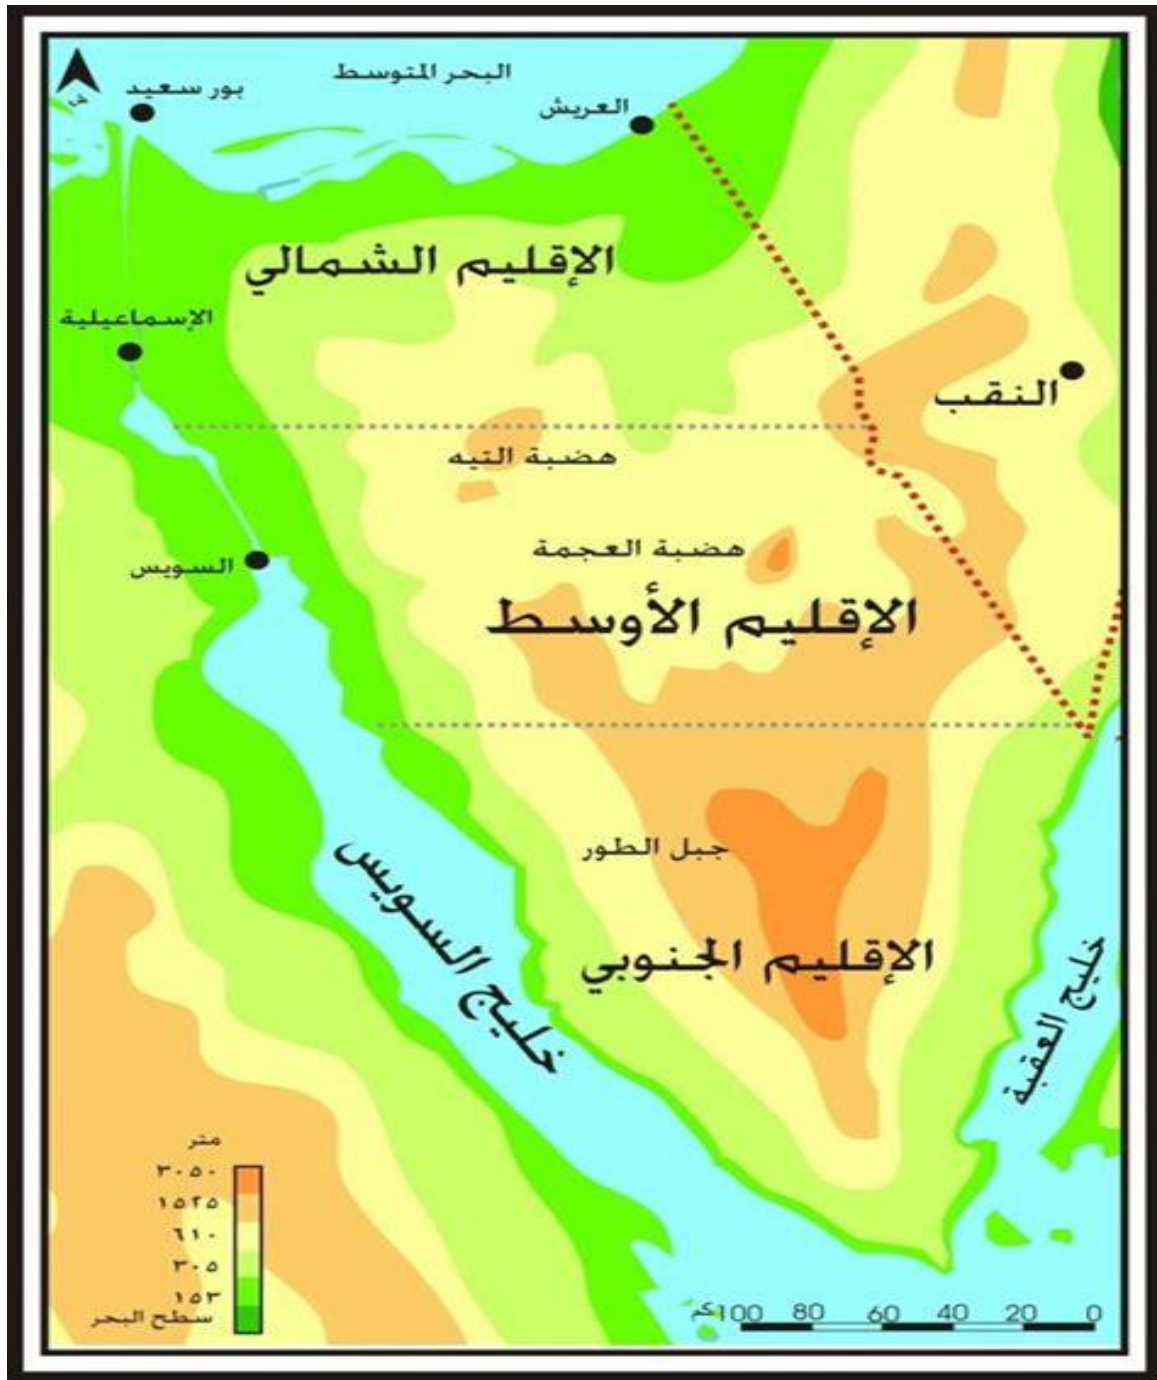 البحر المتوسط
بور سعيد
العريش
ش
الإقليم الشمالي
الإسماعيلية
النقب
هضبة التيه
هضبة العجمة
السويس
الإقليم الأوسط
جبل الطور
خليج السويس
الإقليم الجنوبي
خليج العقبة
متر
٣٠٥٠
١٥٢٥
٦١٠
٣٠٥
١٥٣
سطح البحر
كم 100 80 60 40 20 0